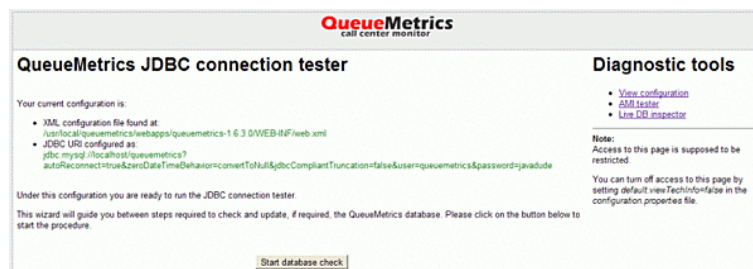 QueueMetrics
call center monitor
QueueMetrics JDBC connection tester
Your current configuration is:
• XML configuration file found at:
/usr/local/queuemetrics/webapps/queuemetrics-1.6.3.0/WEB-INF/web.xml
• JDBC URI configured as:
jdbc:mysql://localhost/queuemetrics?
autoReconnect=true&zeroDateTimeBehavior=convertToNull&jdbcCompliantTruncation=false&user=queuemetrics&password=javadude
Under this configuration you are ready to run the JDBC connection tester.
This wizard will guide you between steps required to check and update, if required, the QueueMetrics database. Please click on the button below to
start the procedure.
Start database check
Diagnostic tools
• View configuration
• AMI tester
• Live DB inspector
Note:
Access to this page is supposed to be
restricted.
You can turn off access to this page by
setting default.viewTechInfo=false in the
configuration.properties file.